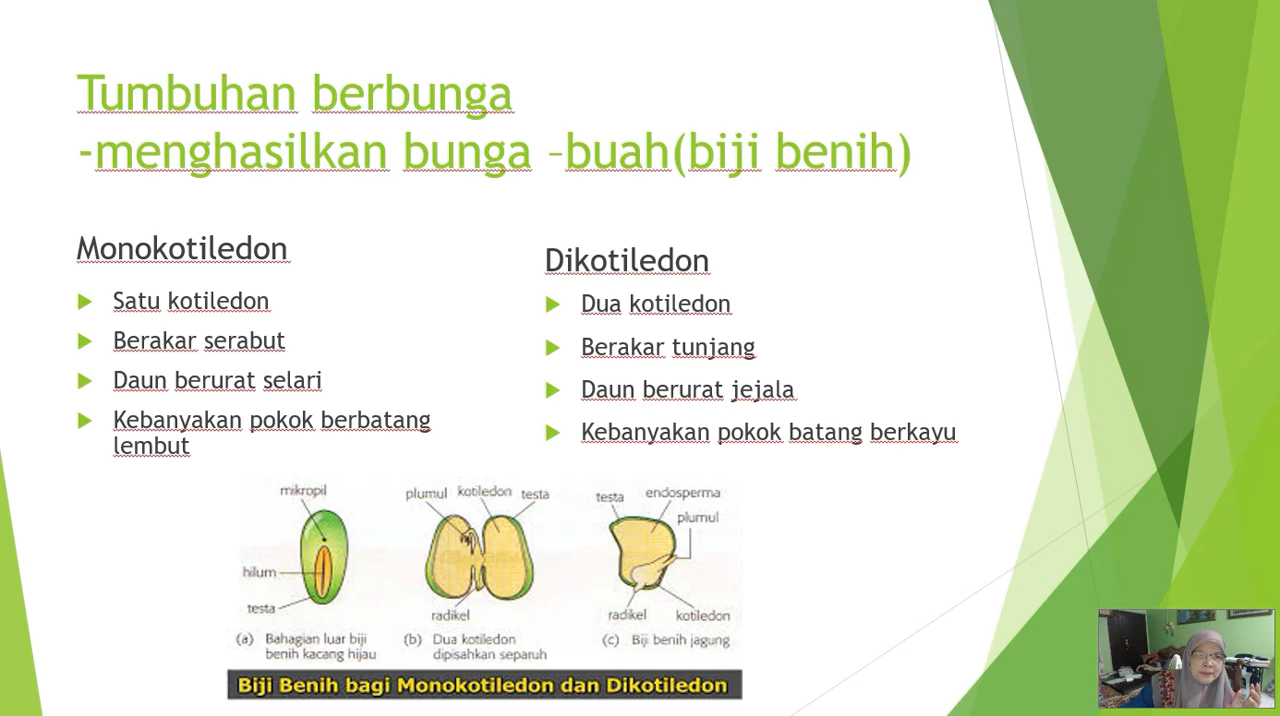 Tumbuhan berbunga
-menghasilkan bunga –buah(biji benih)
Monokotiledon
Satu kotiledon
Berakar serabut
Daun berurat selari
Kebanyakan pokok berbatang
lembut
Dikotiledon
Dua kotiledon
Berakar tunjang
Daun berurat jejala
Kebanyakan pokok batang berkayu
mikropil
hilum
testa
(a) Bahagian luar biji
benih kacang hijau
plumul kotiledon testa
radikel
(b) Dua kotiledon
dipisahkan separuh
testa endosperma
plumul
radikel kotiledon
(c) Biji benih jagung
Biji Benih bagi Monokotiledon dan Dikotiledon